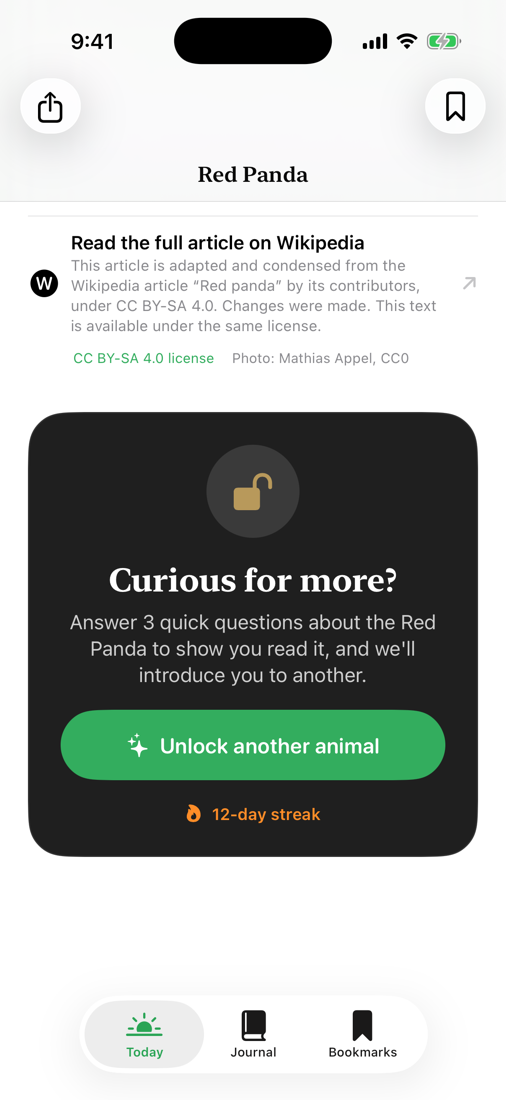 9:41
Red Panda
Read the full article on Wikipedia
This article is adapted and condensed from the
Wikipedia article “Red panda” by its contributors,
under CC BY-SA 4.0. Changes were made. This text
is available under the same license.
W
CC BY-SA 4.0 license Photo: Mathias Appel, CC0
Curious for more?
Answer 3 quick questions about the Red
Panda to show you read it, and we'll
introduce you to another.
Unlock another animal
12-day streak
Today Journal Bookmarks